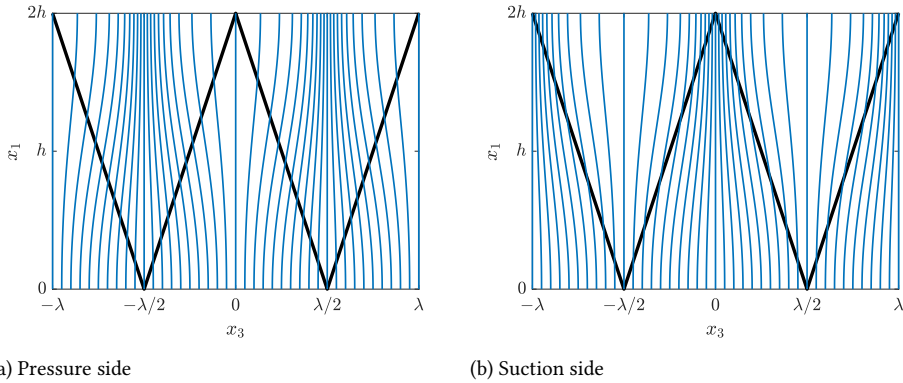 2h
h
0
x₁
−λ
−λ/2
0
λ/2
λ
x₃
a) Pressure side
2h
h
0
x₁
−λ
−λ/2
0
λ/2
λ
x₃
(b) Suction side